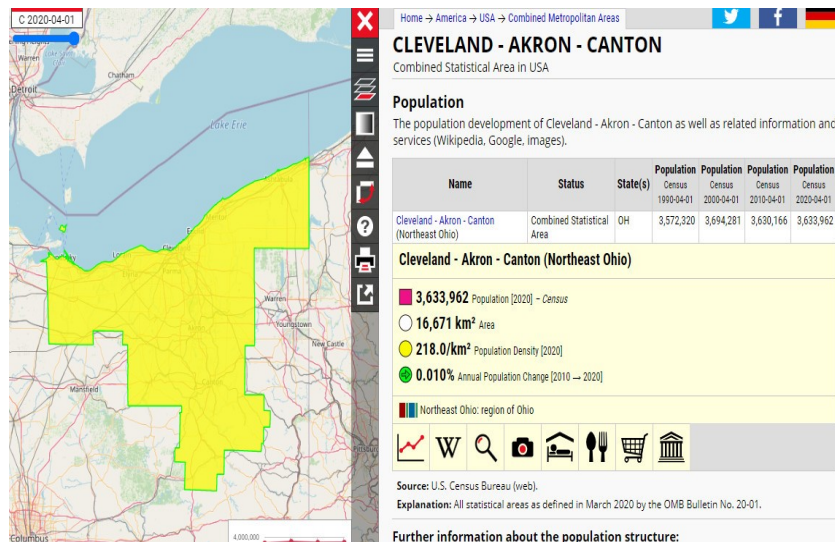 C 2020-04-01
Warren
Chatham
Detroit
Lake Erie
Warren
Youngstown
New Castle
Akron
Mansfield
Canton
Columbus
4,000,000
Home → America → USA → Combined Metropolitan Areas
CLEVELAND - AKRON - CANTON
Combined Statistical Area in USA
Population
The population development of Cleveland - Akron - Canton as well as related information and
services (Wikipedia, Google, images).
Name Status State(s) Population Population Population Population
Census Census Census Census
1990-04-01 2000-04-01 2010-04-01 2020-04-01
Cleveland - Akron - Canton Combined Statistical OH 3,572,320 3,694,281 3,630,166 3,633,962
(Northeast Ohio) Area
Cleveland - Akron - Canton (Northeast Ohio)
3,633,962 Population [2020] – Census
16,671 km² Area
218.0/km² Population Density [2020]
0.010% Annual Population Change [2010 → 2020]
Northeast Ohio: region of Ohio
W
Source: U.S. Census Bureau (web).
Explanation: All statistical areas as defined in March 2020 by the OMB Bulletin No. 20-01.
Further information about the population structure: